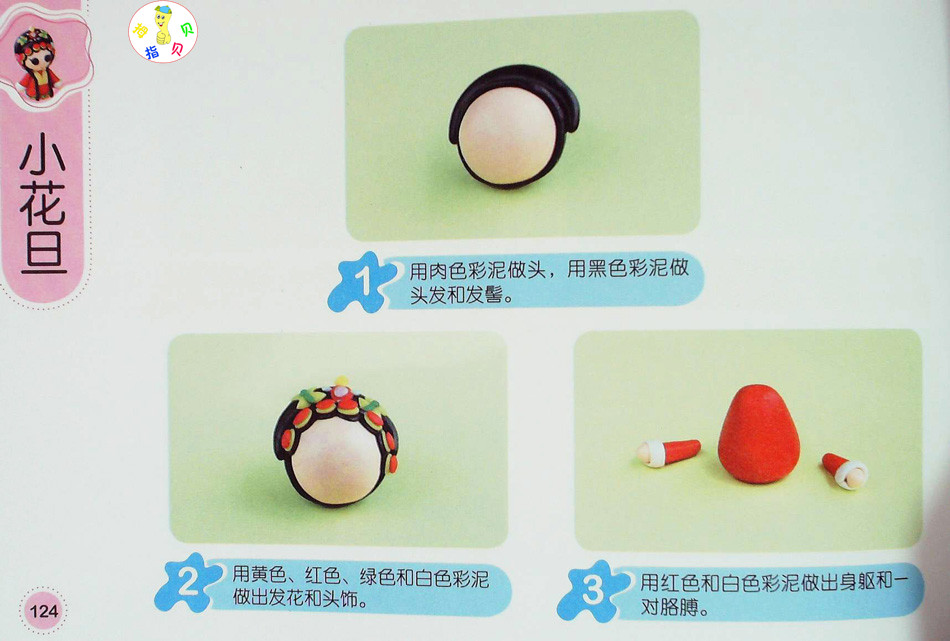 拇指贝贝
小花旦
1
用肉色彩泥做头，用黑色彩泥做
头发和发髻。
2
用黄色、红色、绿色和白色彩泥
做出发花和头饰。
3
用红色和白色彩泥做出身躯和一
对胳膊。
124